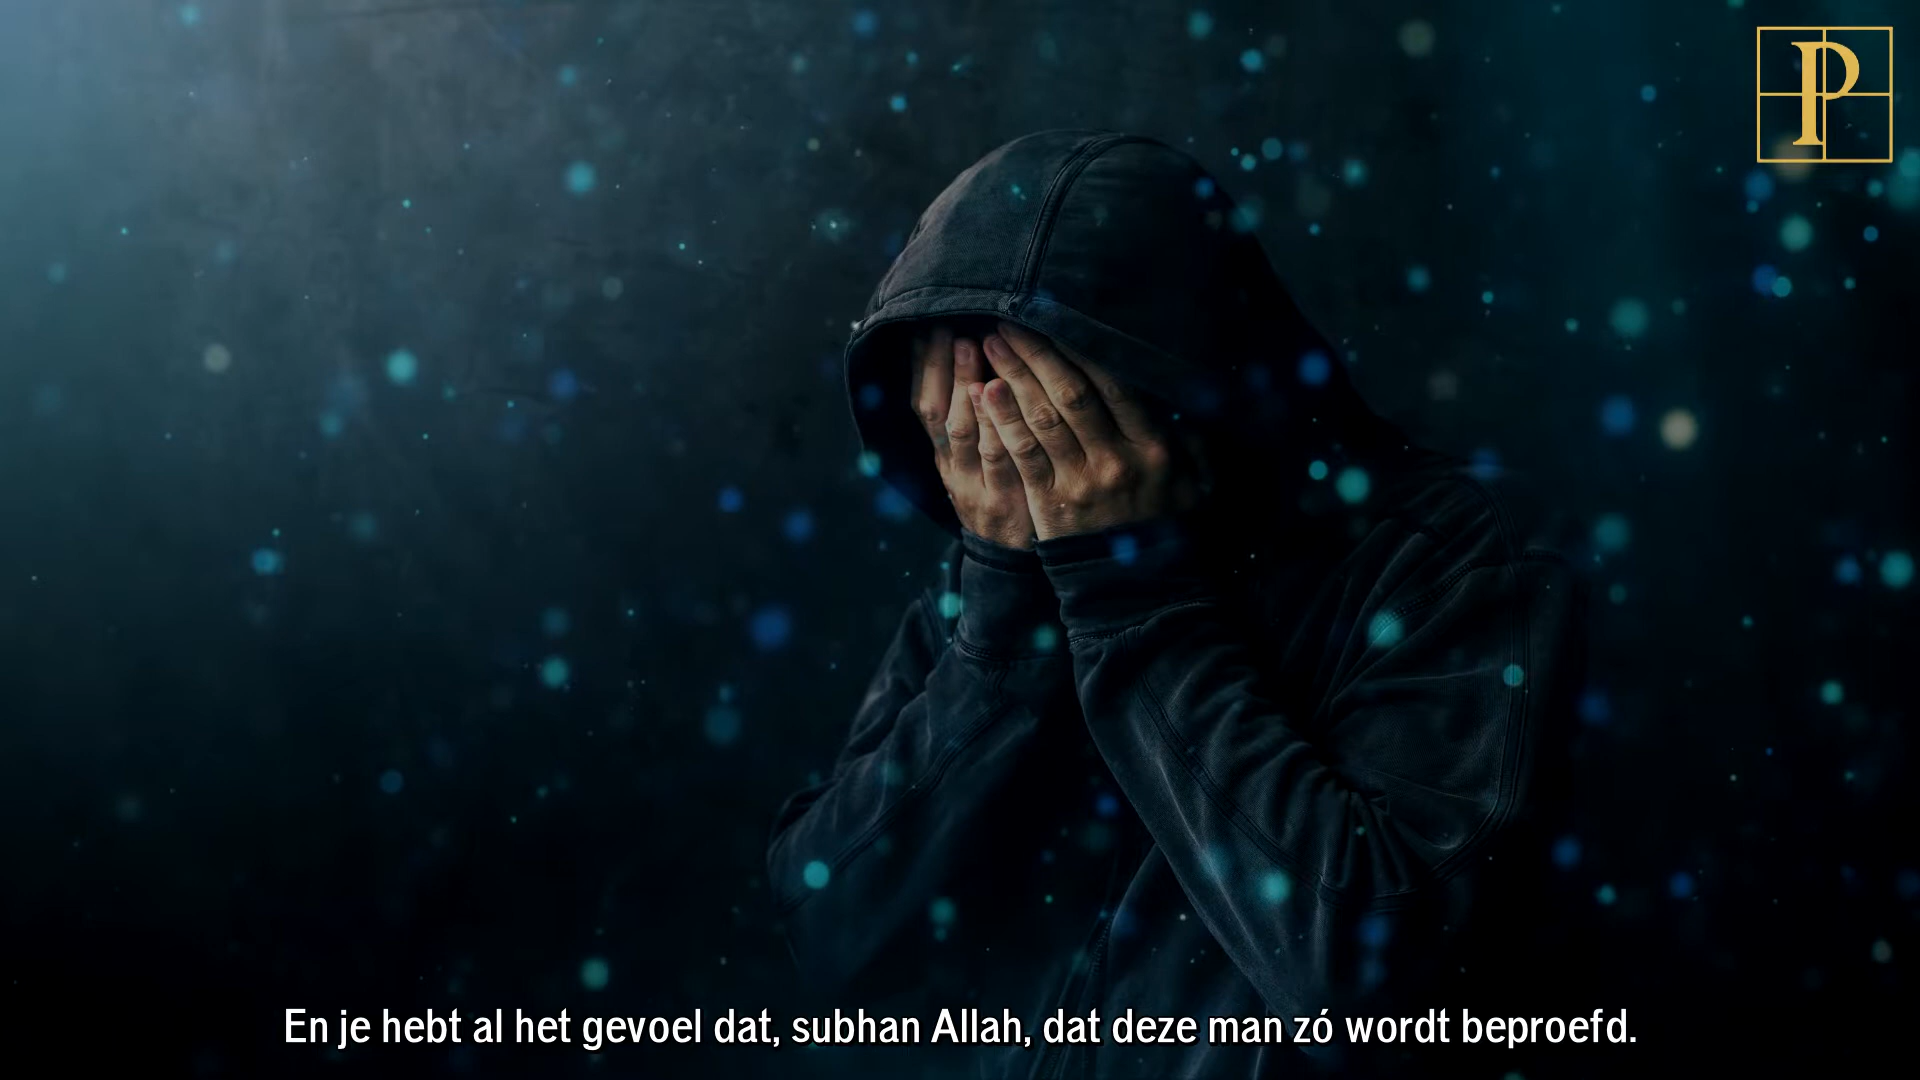 P
En je hebt al het gevoel dat, subhan Allah, dat deze man zó wordt beproefd.